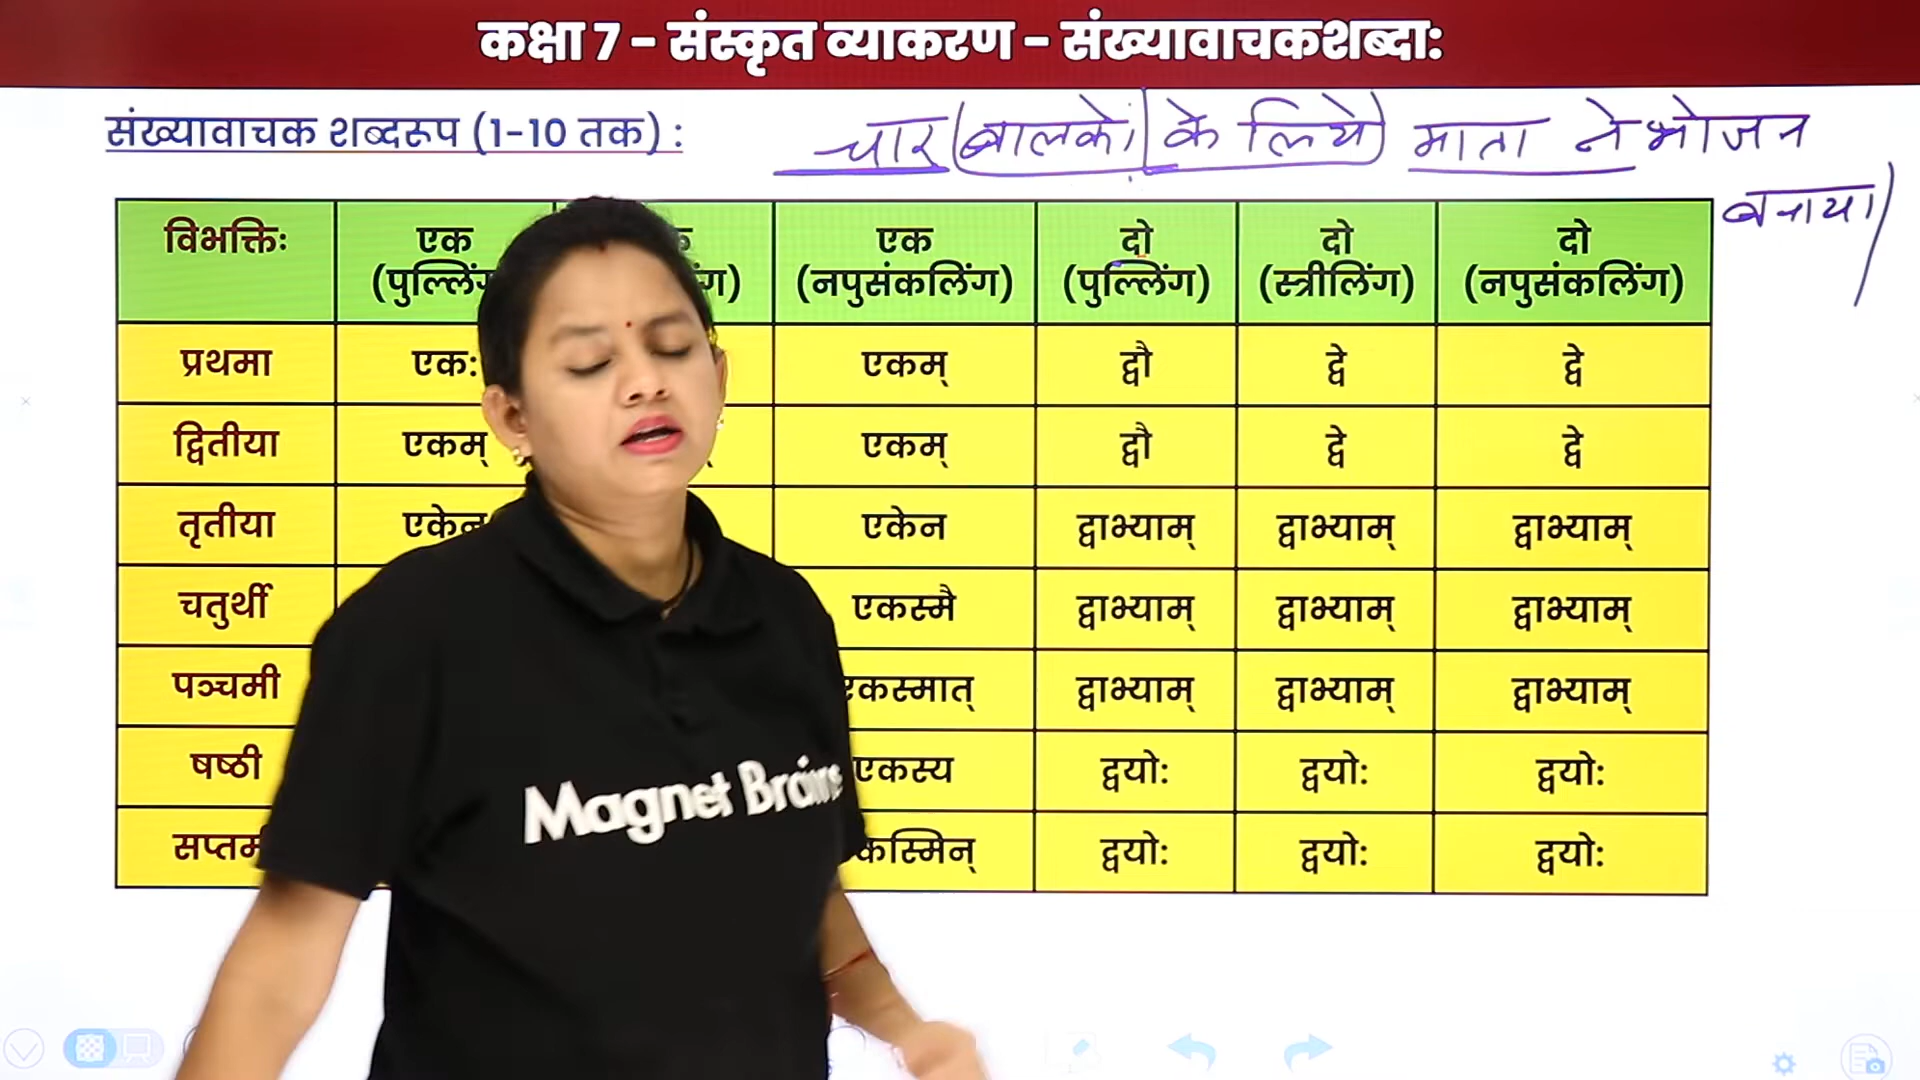 कक्षा 7 - संस्कृत व्याकरण - संख्यावाचकशब्दाः
संख्यावाचक शब्दरूप (1-10 तक) :
चार बालकों के लिये माता ने भोजन
बनाया।
विभक्तिः एक एक दो दो दो
(पुल्लिंग (नपुसंकलिंग) (पुल्लिंग) (स्त्रीलिंग) (नपुसंकलिंग)
प्रथमा एकः एकम् द्वौ द्वे द्वे
द्वितीया एकम् एकम् द्वौ द्वे द्वे
तृतीया एकेन एकेन द्वाभ्याम् द्वाभ्याम् द्वाभ्याम्
चतुर्थी एकस्मै द्वाभ्याम् द्वाभ्याम् द्वाभ्याम्
पञ्चमी एकस्मात् द्वाभ्याम् द्वाभ्याम् द्वाभ्याम्
षष्ठी एकस्य द्वयोः द्वयोः द्वयोः
सप्तमी कस्मिन् द्वयोः द्वयोः द्वयोः
Magnet Brains